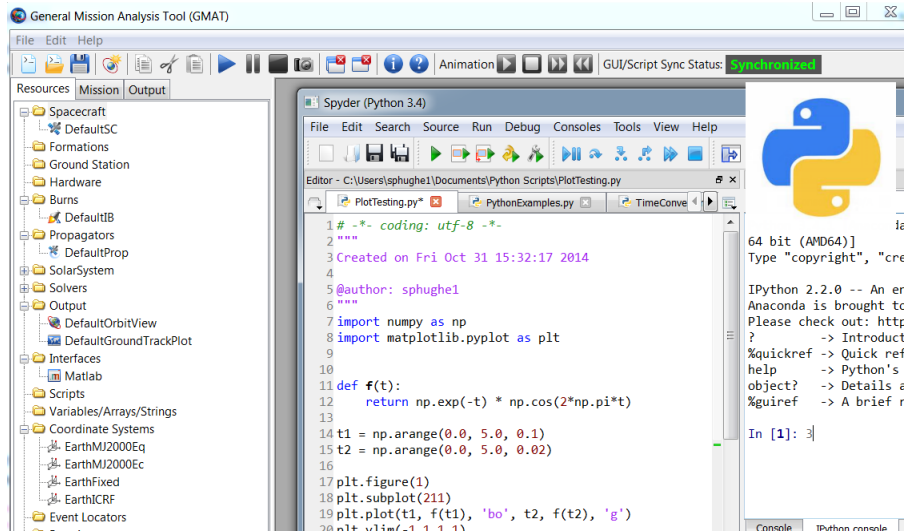 General Mission Analysis Tool (GMAT)
File Edit Help
Animation GUI/Script Sync Status: Synchronized
Resources Mission Output
Spacecraft
DefaultSC
Formations
Ground Station
Hardware
Burns
DefaultIB
Propagators
DefaultProp
SolarSystem
Solvers
Output
DefaultOrbitView
DefaultGroundTrackPlot
Interfaces
Matlab
Scripts
Variables/Arrays/Strings
Coordinate Systems
EarthMJ2000Eq
EarthMJ2000Ec
EarthFixed
EarthICRF
Event Locators
Spyder (Python 3.4)
File Edit Search Source Run Debug Consoles Tools View Help
Editor - C:\Users\sphughe1\Documents\Python Scripts\PlotTesting.py
PlotTesting.py* PythonExamples.py TimeConve
1 # -*- coding: utf-8 -*-
2 """
3 Created on Fri Oct 31 15:32:17 2014
4
5 @author: sphughe1
6 """
7 import numpy as np
8 import matplotlib.pyplot as plt
9
10
11 def f(t):
12     return np.exp(-t) * np.cos(2*np.pi*t)
13
14 t1 = np.arange(0.0, 5.0, 0.1)
15 t2 = np.arange(0.0, 5.0, 0.02)
16
17 plt.figure(1)
18 plt.subplot(211)
19 plt.plot(t1, f(t1), 'bo', t2, f(t2), 'g')
20 plt.ylim(-1.1,1.1)
64 bit (AMD64)]
Type "copyright", "cre
IPython 2.2.0 -- An en
Anaconda is brought to
Please check out: http
? -> Introduct
%quickref -> Quick ref
help -> Python's
object? -> Details a
%guiref -> A brief r
In [1]: 3
Console IPython console